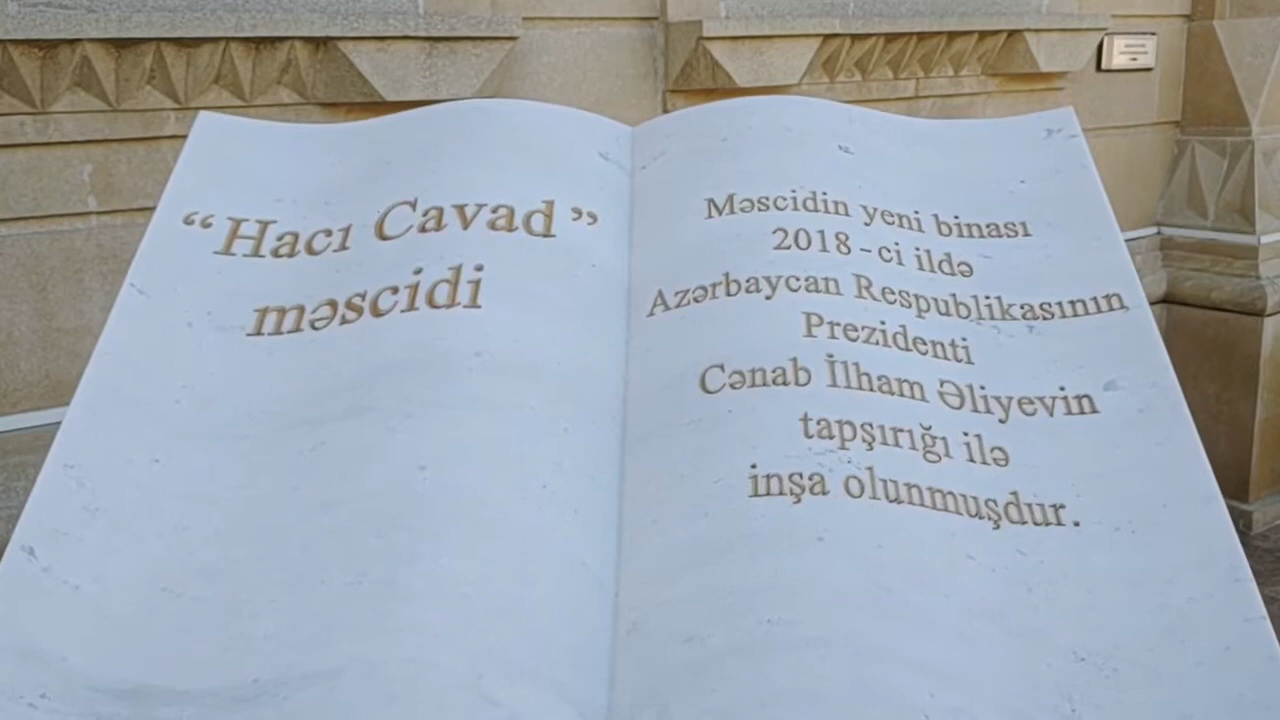 “Hacı Cavad”
məscidi
Məscidin yeni binası
2018-ci ildə
Azərbaycan Respublikasının
Prezidenti
Cənab İlham Əliyevin
tapşırığı ilə
inşa olunmuşdur.